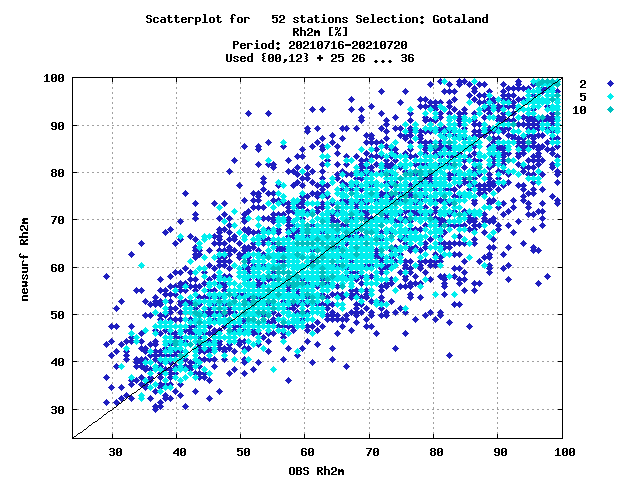 Scatterplot for   52 stations Selection: Gotaland
Rh2m [%]
Period: 20210716-20210720
Used {00,12} + 25 26 ... 36
2
5
10
100
90
80
70
60
50
40
30
newsurf Rh2m
30 40 50 60 70 80 90 100
OBS Rh2m